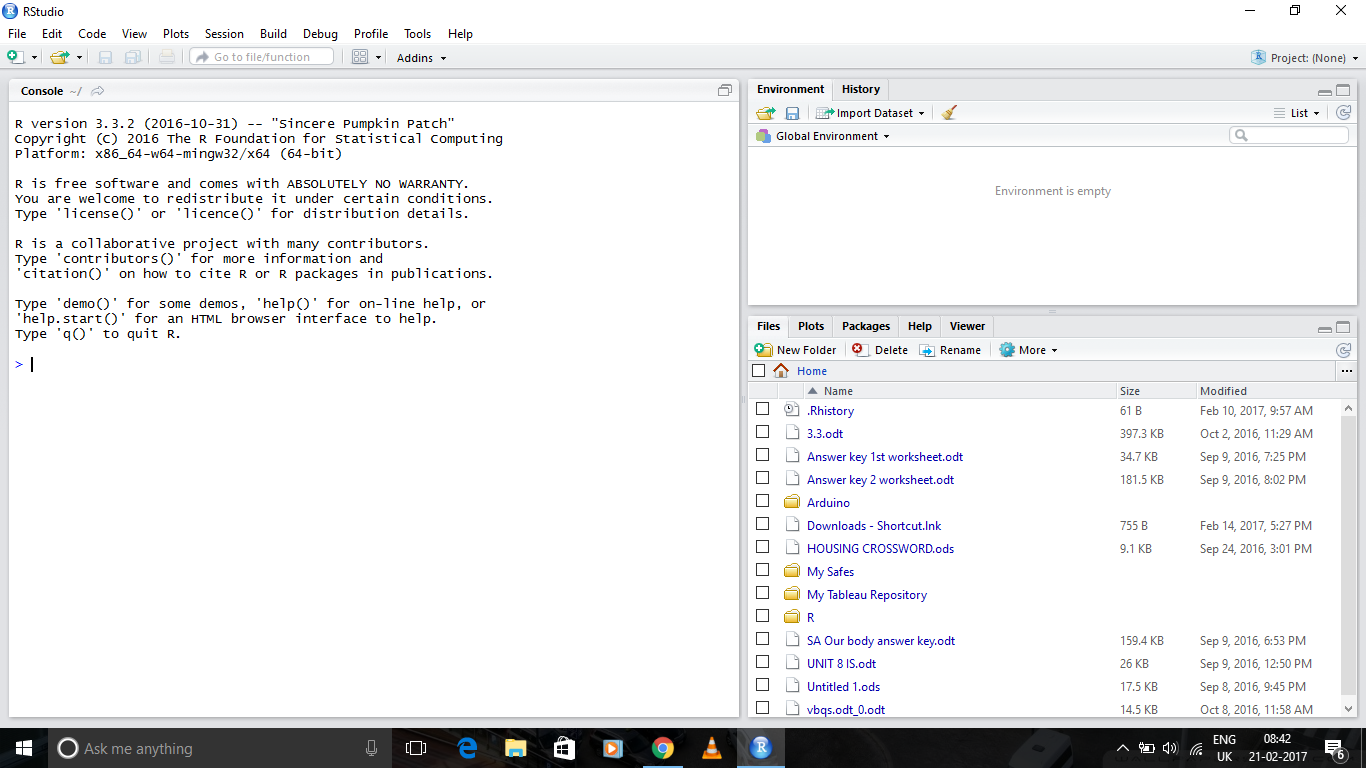 RStudio
File Edit Code View Plots Session Build Debug Profile Tools Help
Go to file/function Addins Project: (None)
Console ~/
R version 3.3.2 (2016-10-31) -- "Sincere Pumpkin Patch"
Copyright (C) 2016 The R Foundation for Statistical Computing
Platform: x86_64-w64-mingw32/x64 (64-bit)
R is free software and comes with ABSOLUTELY NO WARRANTY.
You are welcome to redistribute it under certain conditions.
Type 'license()' or 'licence()' for distribution details.
R is a collaborative project with many contributors.
Type 'contributors()' for more information and
'citation()' on how to cite R or R packages in publications.
Type 'demo()' for some demos, 'help()' for on-line help, or
'help.start()' for an HTML browser interface to help.
Type 'q()' to quit R.
>
Environment History
Import Dataset List
Global Environment
Environment is empty
Files Plots Packages Help Viewer
New Folder Delete Rename More
Home ...
Name Size Modified
.Rhistory 61 B Feb 10, 2017, 9:57 AM
3.3.odt 397.3 KB Oct 2, 2016, 11:29 AM
Answer key 1st worksheet.odt 34.7 KB Sep 9, 2016, 7:25 PM
Answer key 2 worksheet.odt 181.5 KB Sep 9, 2016, 8:02 PM
Arduino
Downloads - Shortcut.lnk 755 B Feb 14, 2017, 5:27 PM
HOUSING CROSSWORD.ods 9.1 KB Sep 24, 2016, 3:01 PM
My Safes
My Tableau Repository
R
SA Our body answer key.odt 159.4 KB Sep 9, 2016, 6:53 PM
UNIT 8 IS.odt 26 KB Sep 9, 2016, 12:50 PM
Untitled 1.ods 17.5 KB Sep 8, 2016, 9:45 PM
vbqs.odt_0.odt 14.5 KB Oct 8, 2016, 11:58 AM
Ask me anything
ENG 08:42
UK 21-02-2017 6